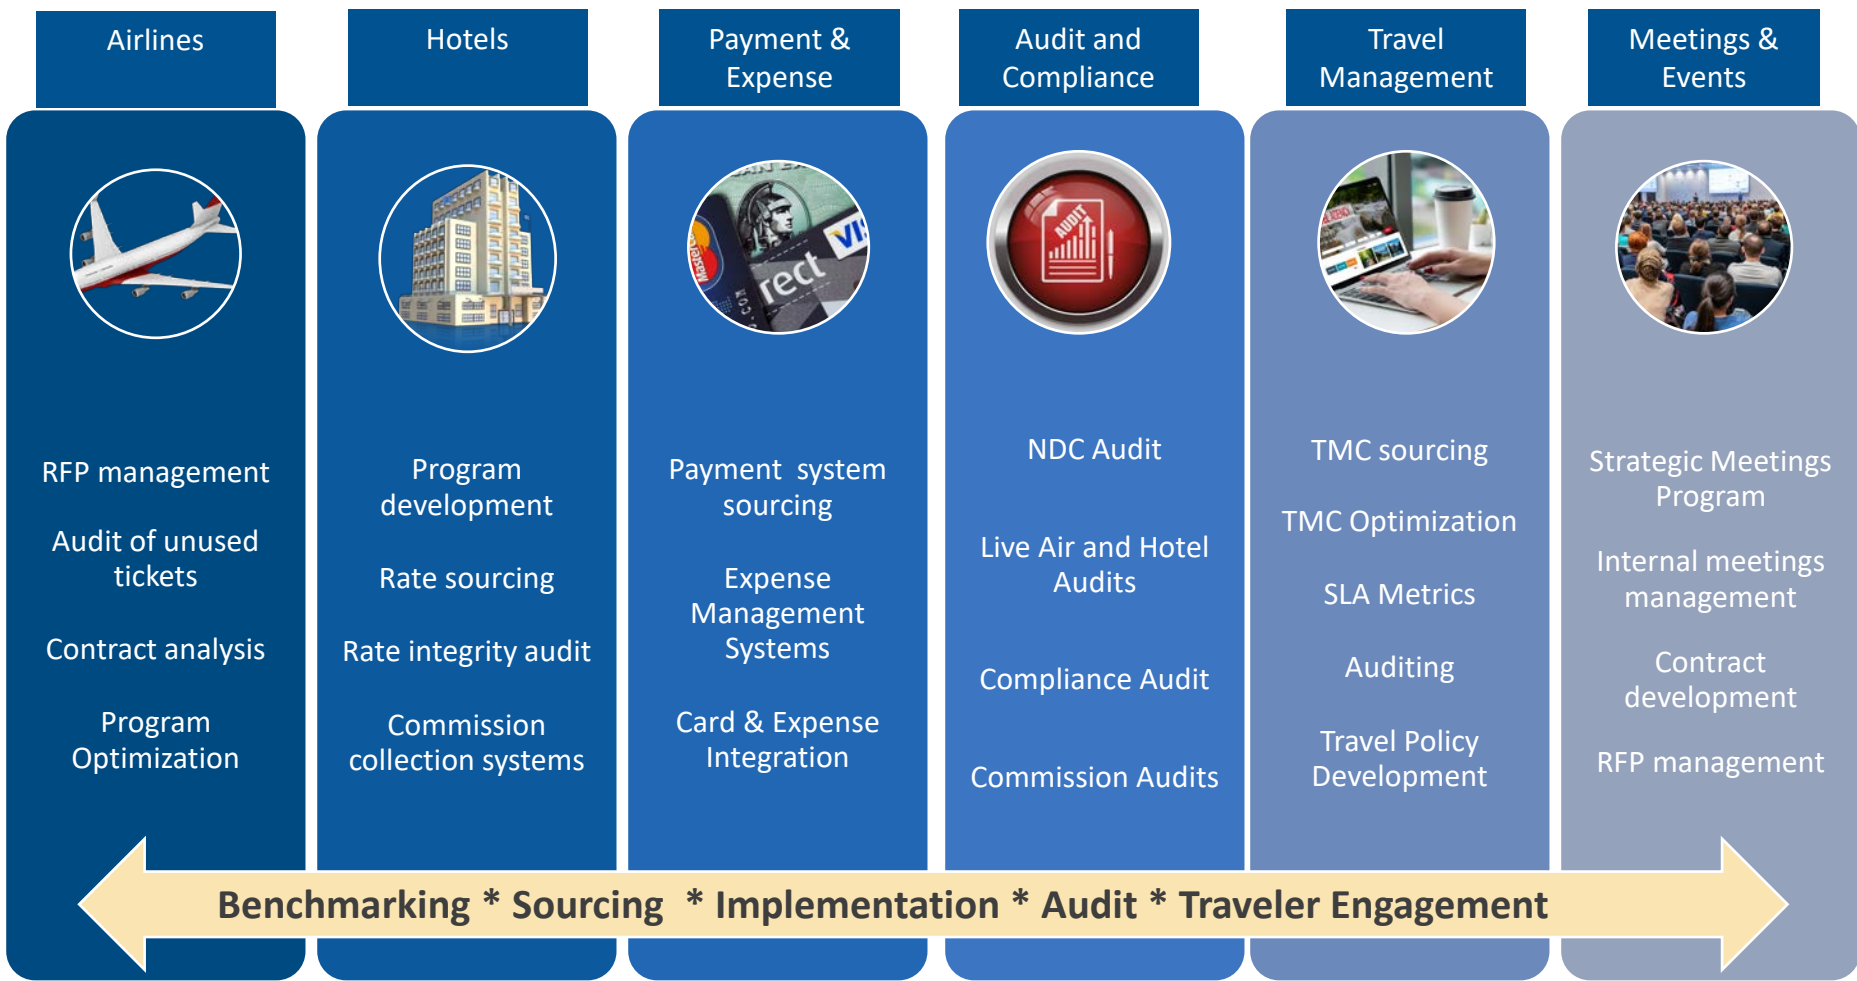 Airlines
Hotels
Payment &
Expense
Audit and
Compliance
Travel
Management
Meetings &
Events
RFP management
Audit of unused
tickets
Contract analysis
Program
Optimization
Program
development
Rate sourcing
Rate integrity audit
Commission
collection systems
MasterC
VIS
rect
.COM
Payment  system
sourcing
Expense
Management
Systems
Card & Expense
Integration
AUDIT
NDC Audit
Live Air and Hotel
Audits
Compliance Audit
Commission Audits
TMC sourcing
TMC Optimization
SLA Metrics
Auditing
Travel Policy
Development
Strategic Meetings
Program
Internal meetings
management
Contract
development
RFP management
Benchmarking * Sourcing  * Implementation * Audit * Traveler Engagement